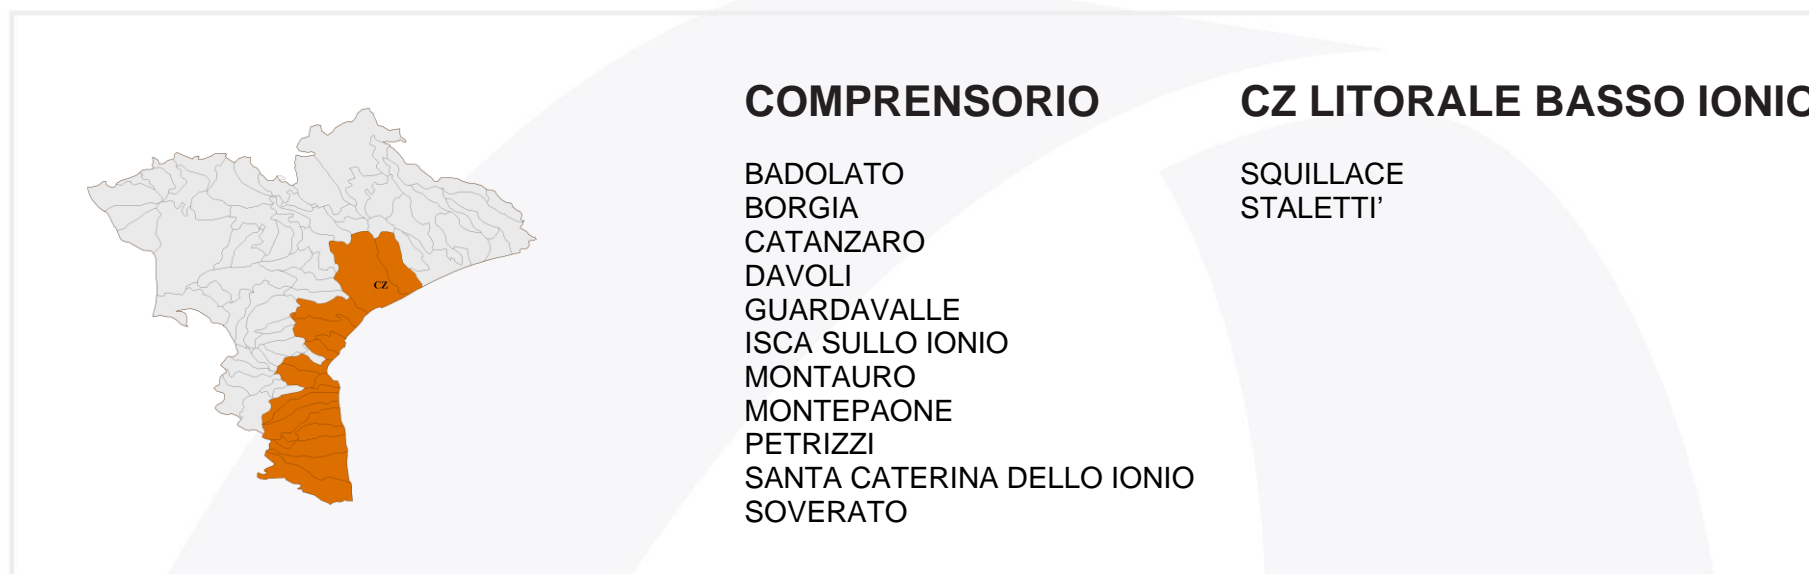 COMPRENSORIO CZ LITORALE BASSO IONIO
BADOLATO
BORGIA
CATANZARO
DAVOLI
GUARDAVALLE
ISCA SULLO IONIO
MONTAURO
MONTEPAONE
PETRIZZI
SANTA CATERINA DELLO IONIO
SOVERATO
SQUILLACE
STALETTI’
CZ